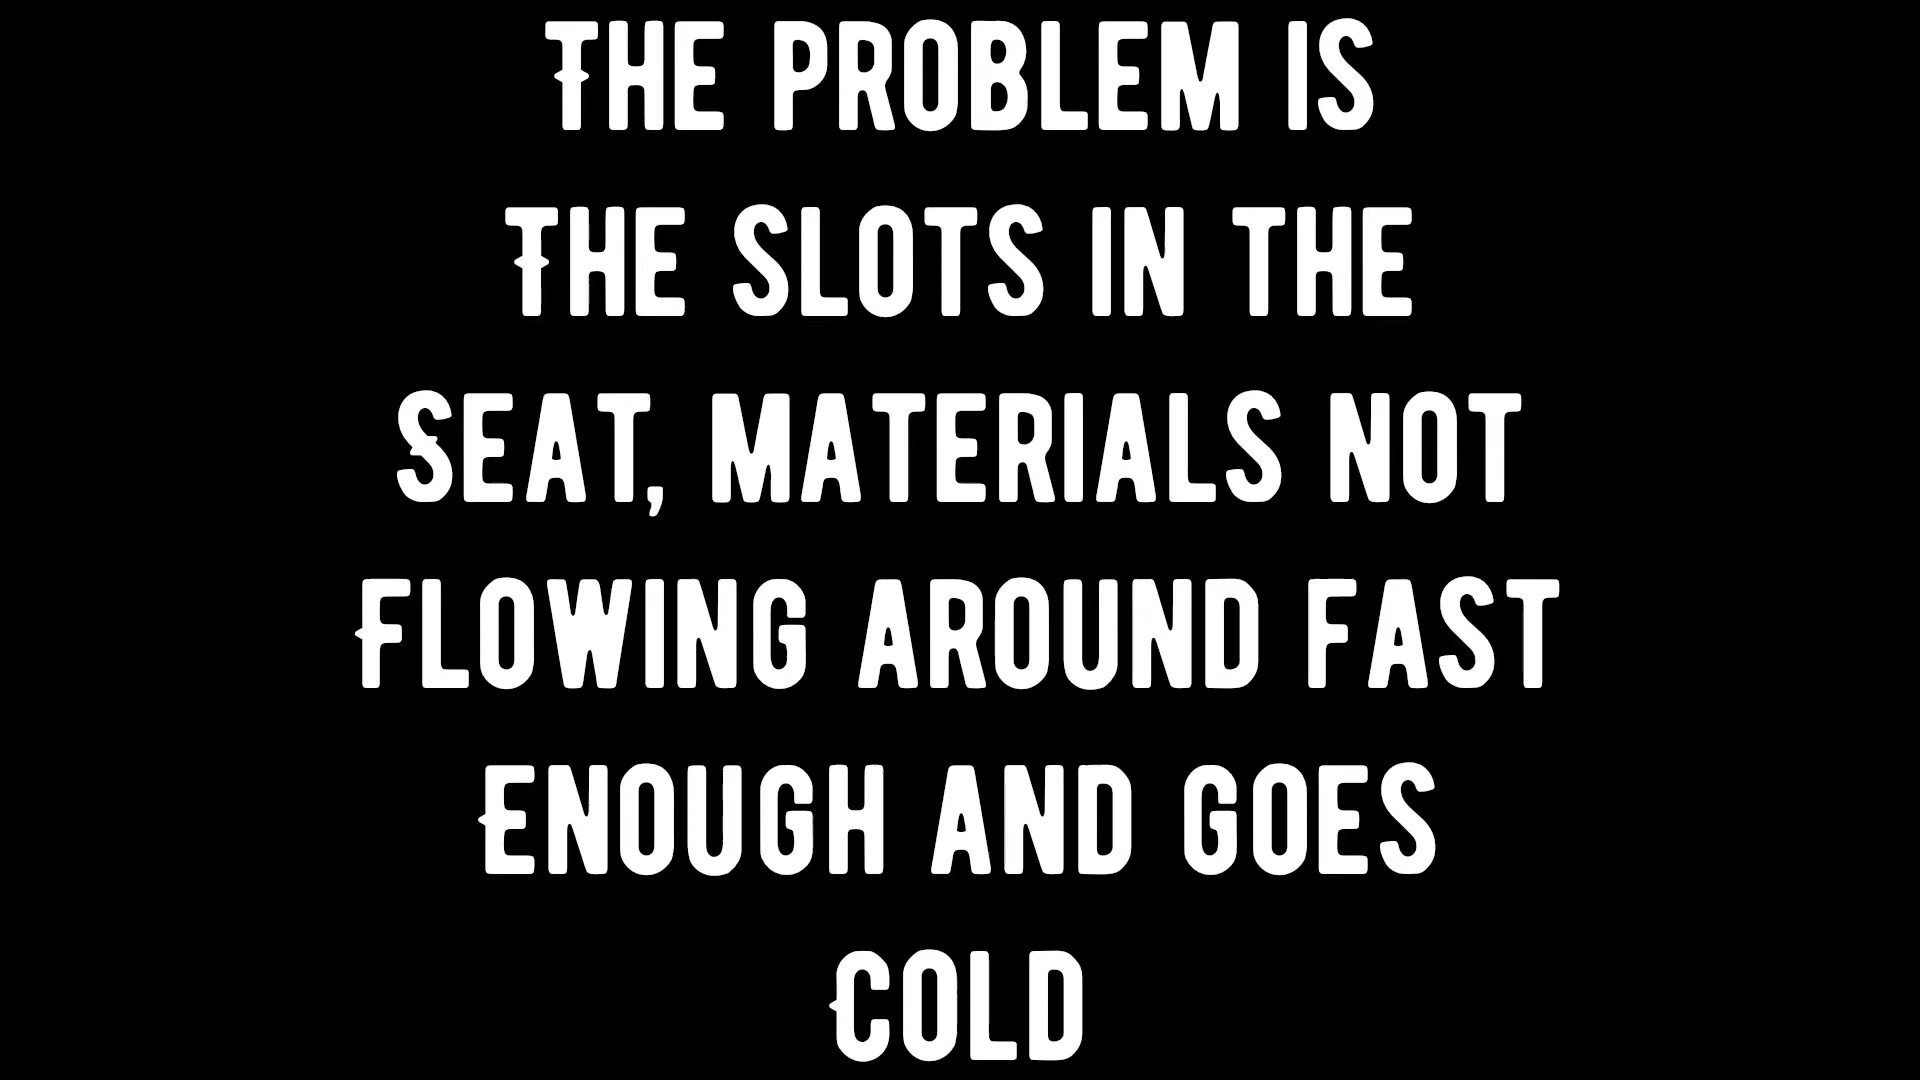 THE PROBLEM IS
THE SLOTS IN THE
SEAT, MATERIALS NOT
FLOWING AROUND FAST
ENOUGH AND GOES
COLD